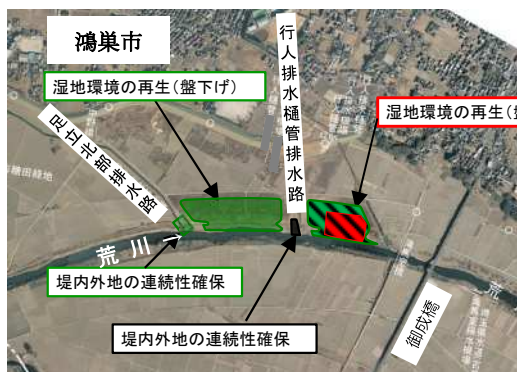 鴻巣市
行人排水樋管排水路
湿地環境の再生(盤下げ)
湿地環境の再生(
足立北部排水路
荒川→
堤内外地の連続性確保
堤内外地の連続性確保
御成橋
荒